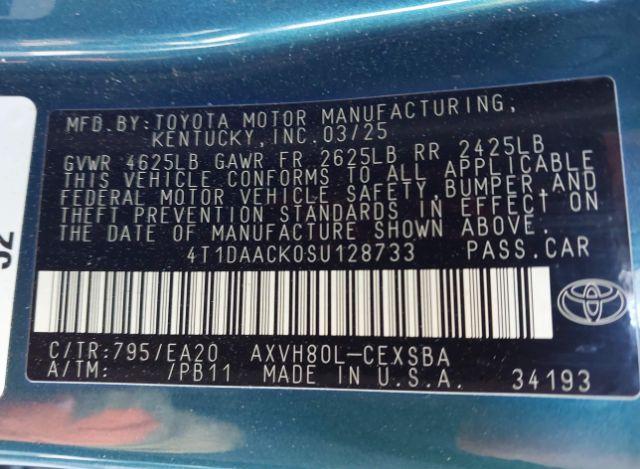 MFD.BY:TOYOTA MOTOR MANUFACTURING,
KENTUCKY,INC.03/25
GVWR 4625LB GAWR FR 2625LB RR 2425LB
THIS VEHICLE CONFORMS TO ALL APPLICABLE
FEDERAL MOTOR VEHICLE SAFETY,BUMPER,AND
THEFT PREVENTION STANDARDS IN EFFECT ON
THE DATE OF MANUFACTURE SHOWN ABOVE.
4T1DAACK0SU128733 PASS.CAR
C/TR:795/EA20 AXVH80L-CEXSBA
A/TM: /PB11 MADE IN U.S.A. 34193